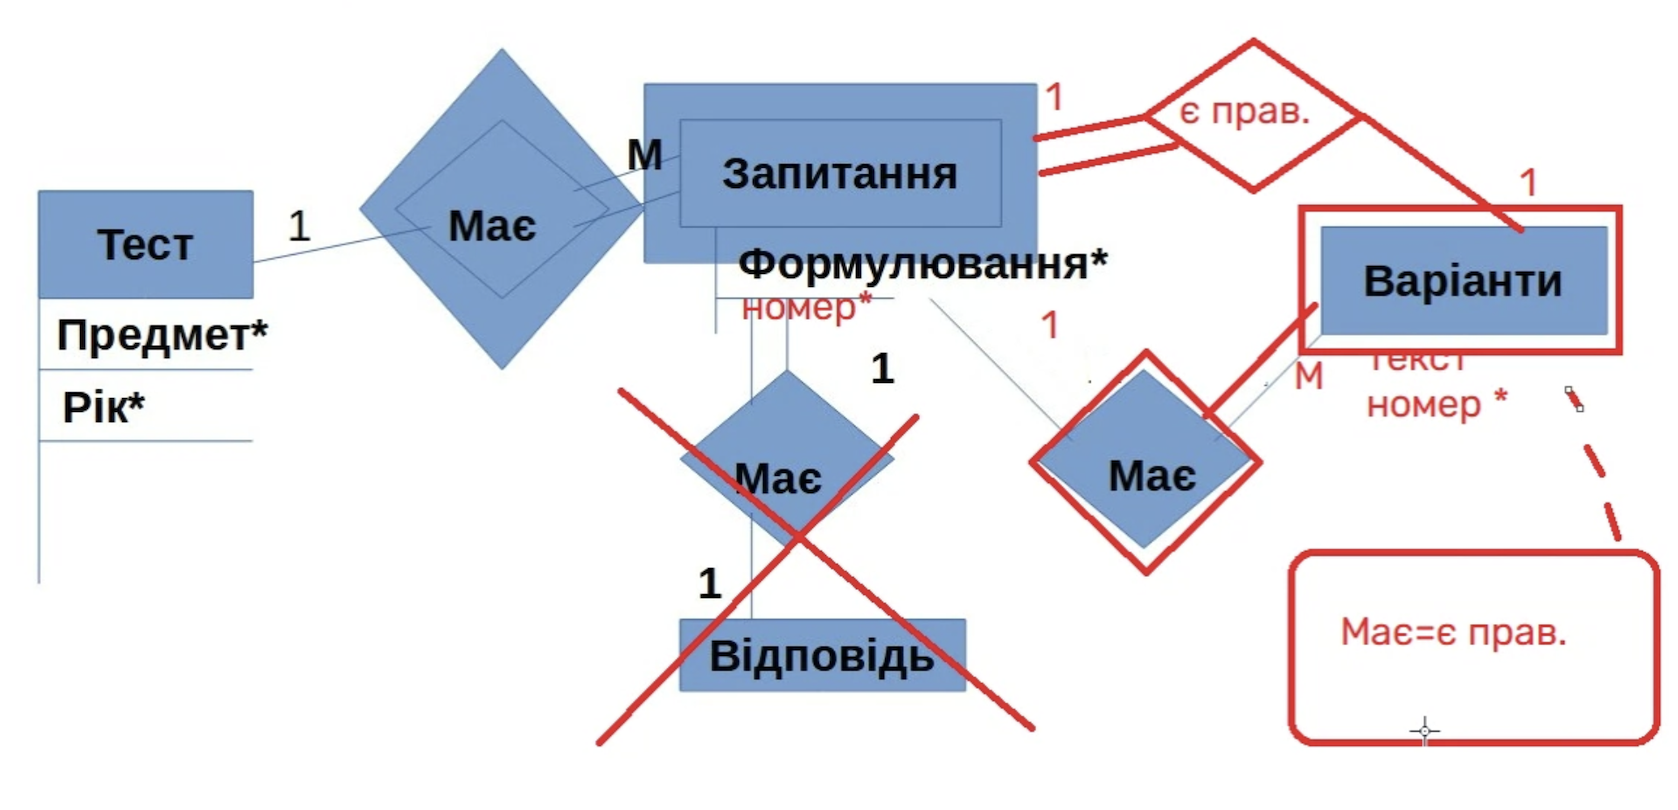 1
є прав.
М
Запитання
1
Тест
1
Має
Формулювання*
номер*
Варіанти
Предмет*
1
1
М
текст
Рік*
номер *
Має
Має
1
Відповідь
Має=є прав.